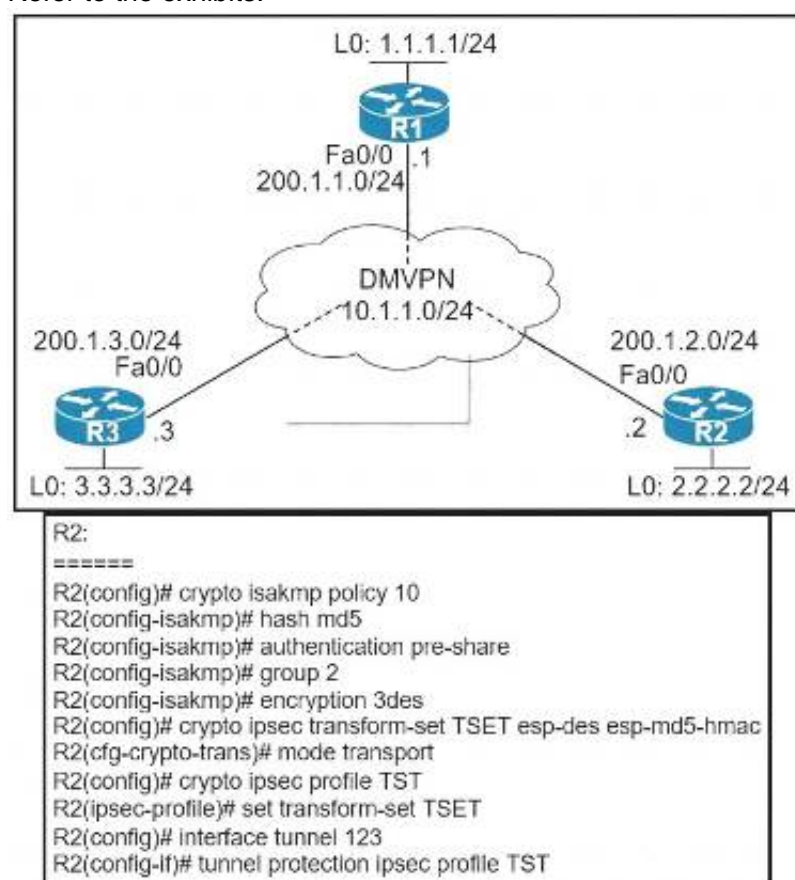 Refer to the exhibits.
L0: 1.1.1.1/24
R1
Fa0/0 .1
200.1.1.0/24
DMVPN
10.1.1.0/24
200.1.3.0/24
Fa0/0
200.1.2.0/24
Fa0/0
R3 .3
.2 R2
L0: 3.3.3.3/24
L0: 2.2.2.2/24
R2:
======
R2(config)# crypto isakmp policy 10
R2(config-isakmp)# hash md5
R2(config-isakmp)# authentication pre-share
R2(config-isakmp)# group 2
R2(config-isakmp)# encryption 3des
R2(config)# crypto ipsec transform-set TSET esp-des esp-md5-hmac
R2(cfg-crypto-trans)# mode transport
R2(config)# crypto ipsec profile TST
R2(ipsec-profile)# set transform-set TSET
R2(config)# interface tunnel 123
R2(config-if)# tunnel protection ipsec profile TST